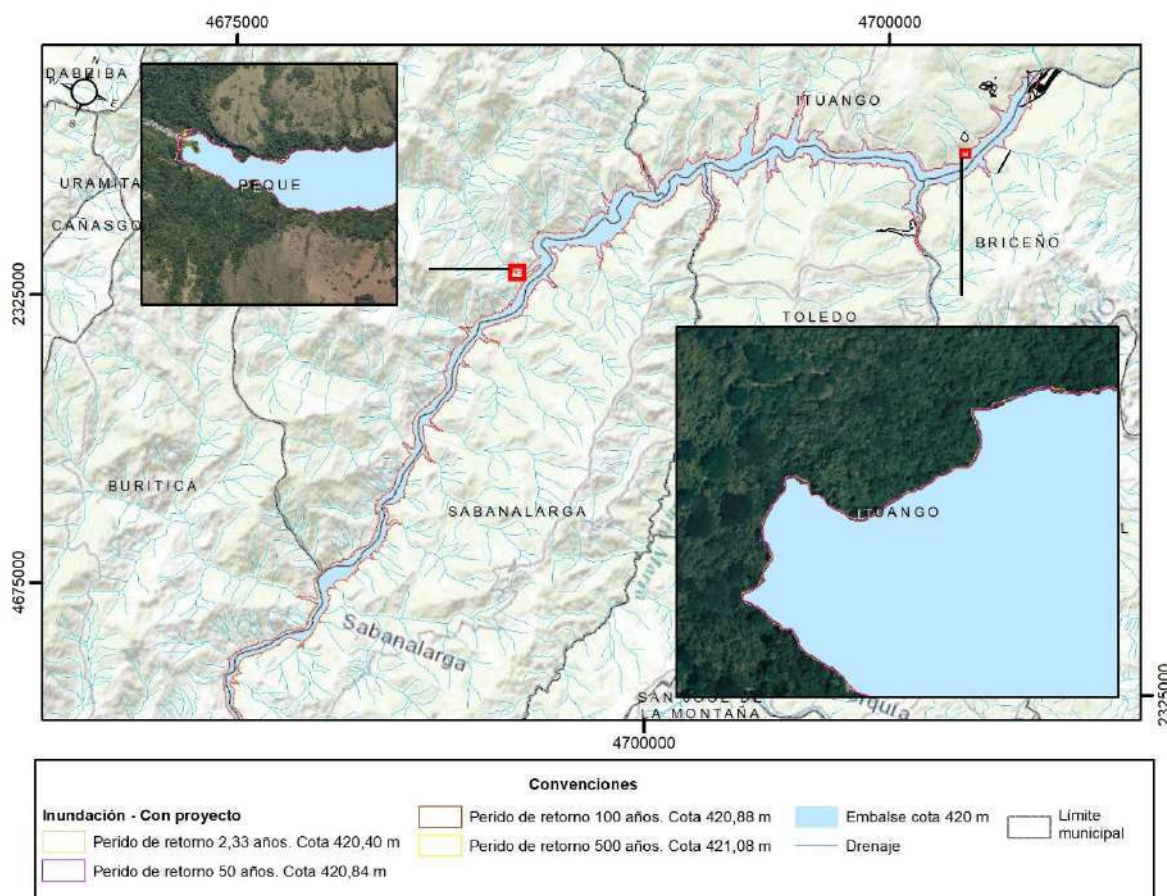 4675000
4700000
N
W
E
S
DABEIBA
ITUANGO
URAMITA
PEQUE
CAÑASGO
BRICEÑO
2325000
TOLEDO
BURITICÁ
SABANALARGA
ITUANGO
L
4675000
Sabanalarga
SAN JOSÉ DE
LA MONTAÑA
2325000
4700000
Convenciones
Inundación - Con proyecto
Perido de retorno 2,33 años. Cota 420,40 m
Perido de retorno 50 años. Cota 420,84 m
Perido de retorno 100 años. Cota 420,88 m
Perido de retorno 500 años. Cota 421,08 m
Embalse cota 420 m
Drenaje
Límite
municipal